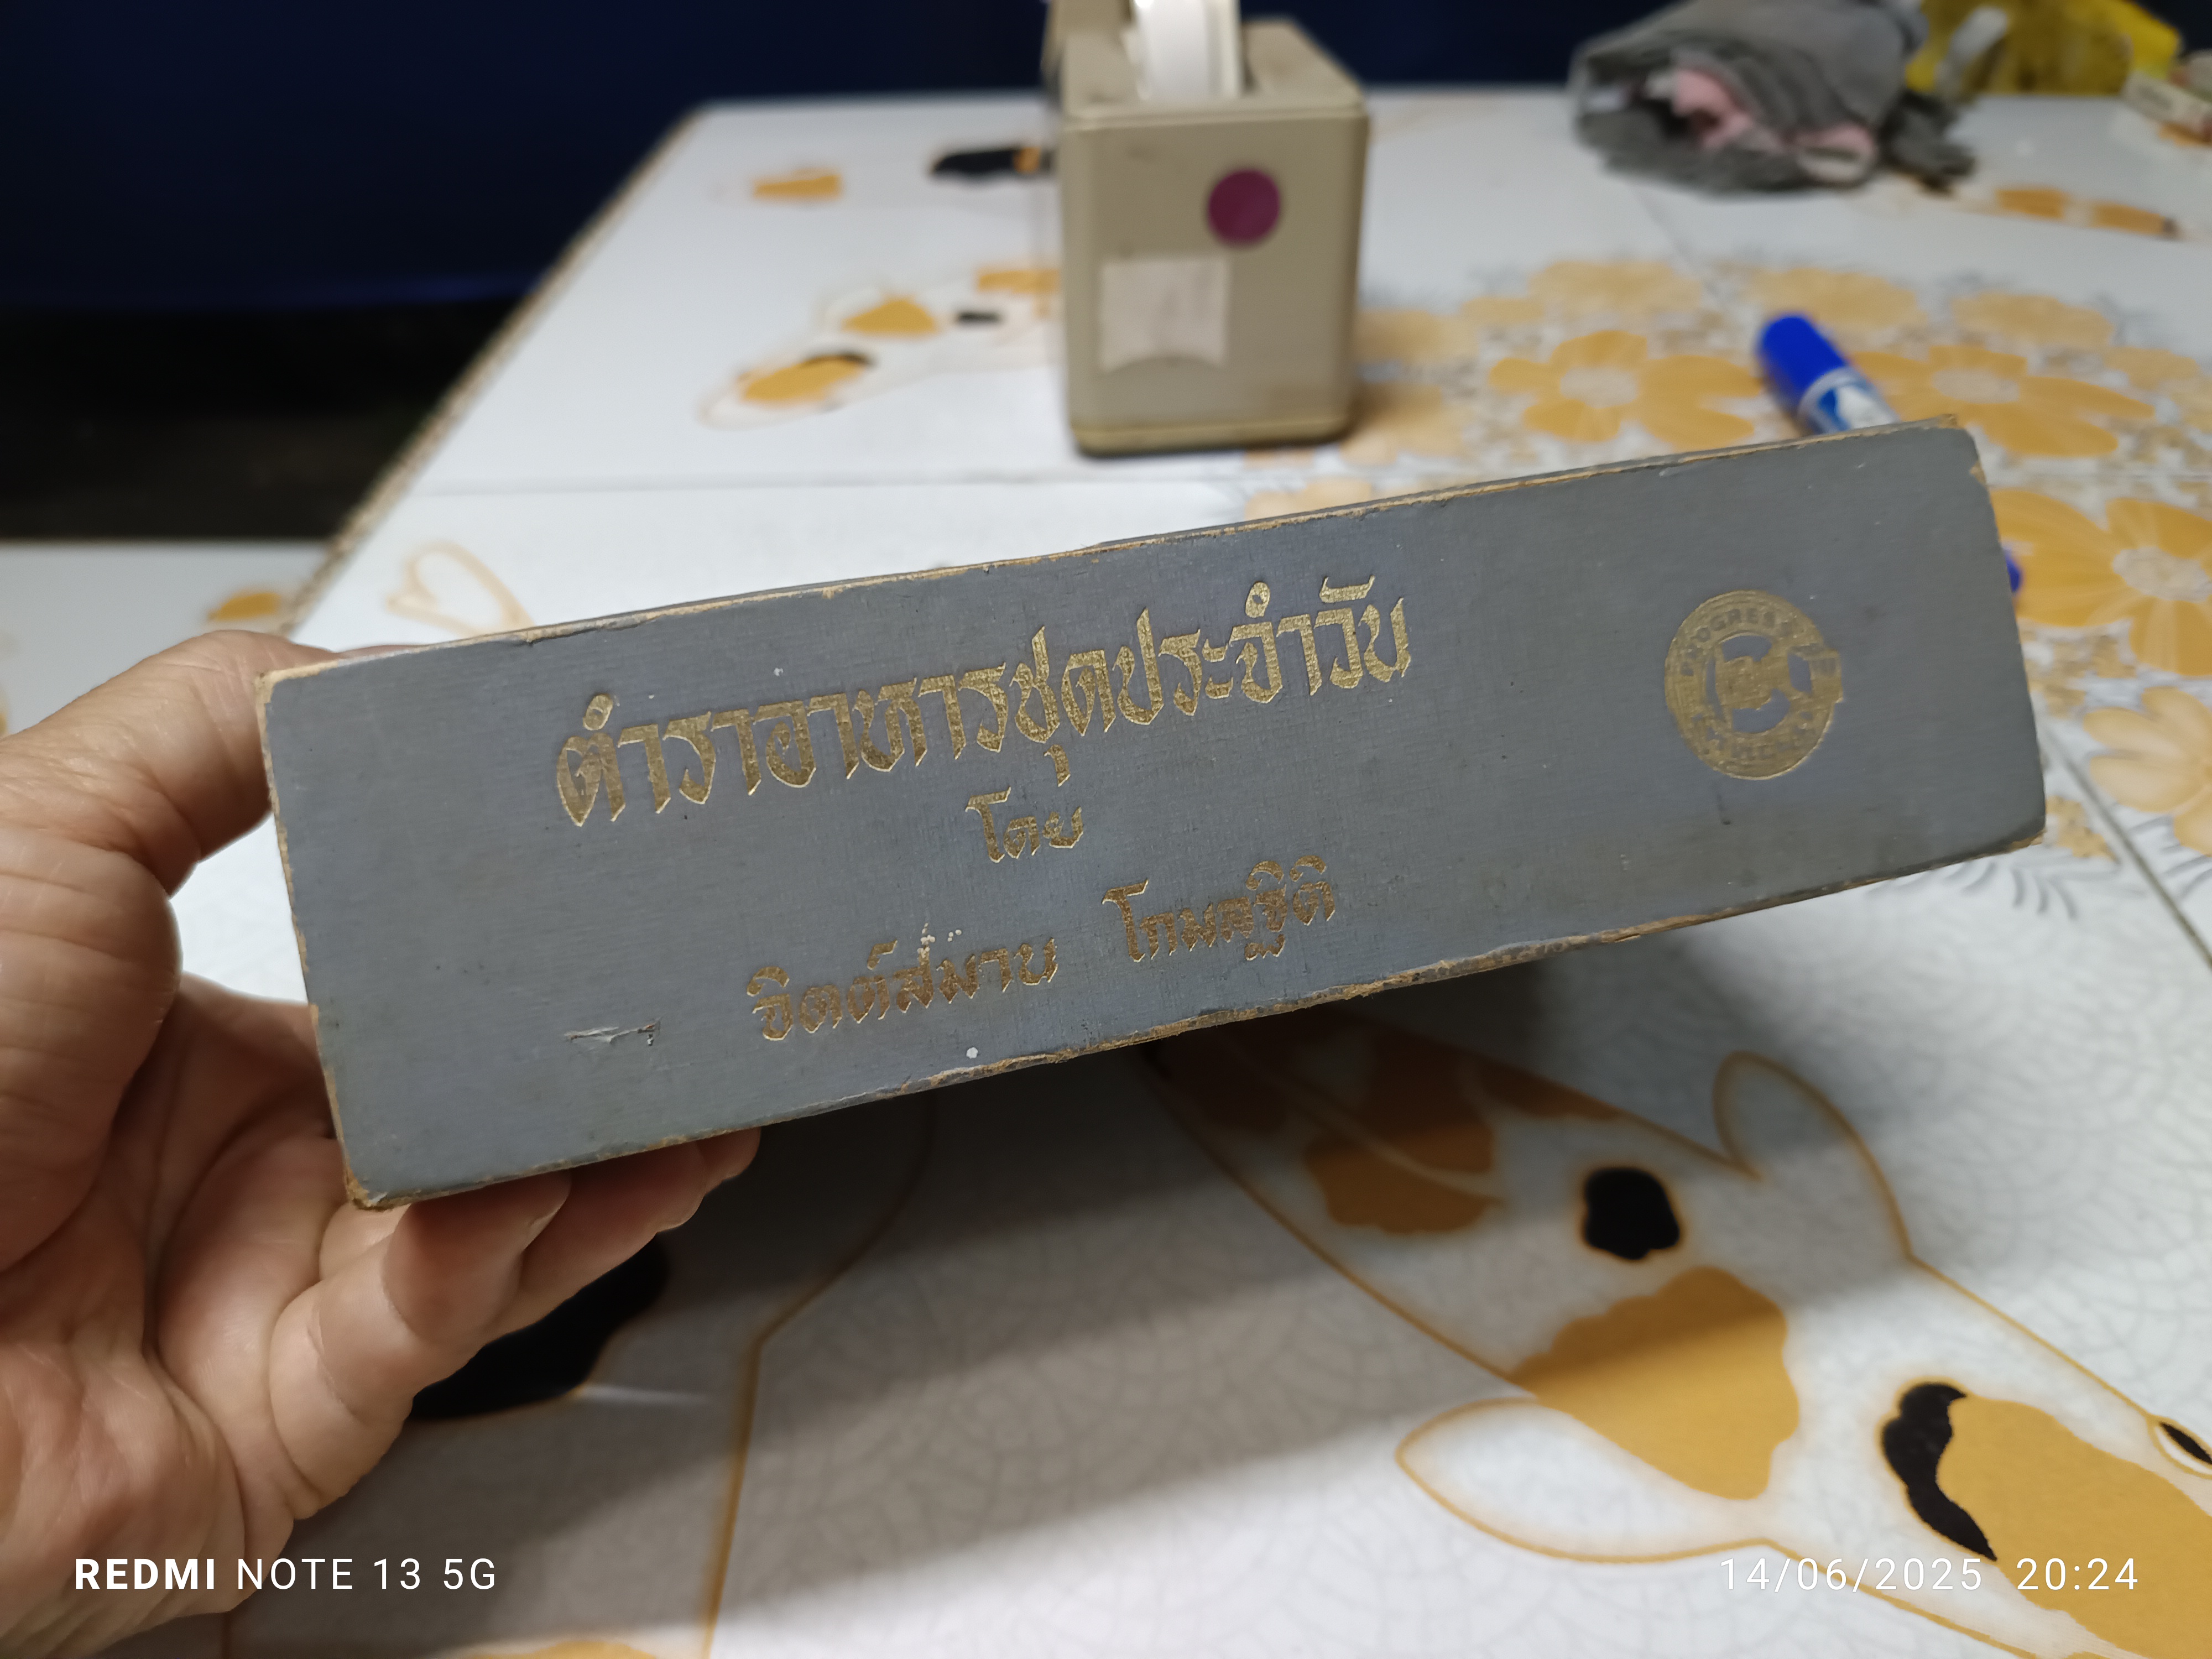 ตำราอาหารชุดประจำวัน
โดย
จิตต์สมาน โกมลฐิติ
PROGRESS
REDMI NOTE 13 5G
14/06/2025 20:24